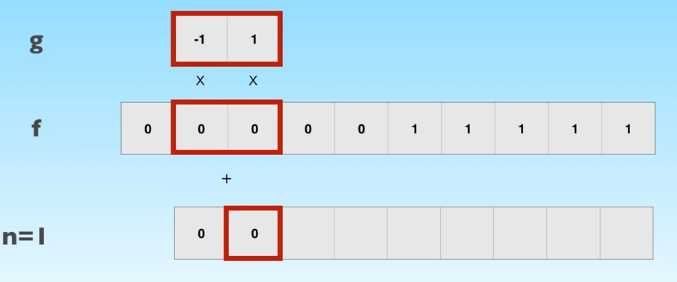 g -1 1
X X
f 0 0 0 0 0 1 1 1 1 1
+
n=1 0 0